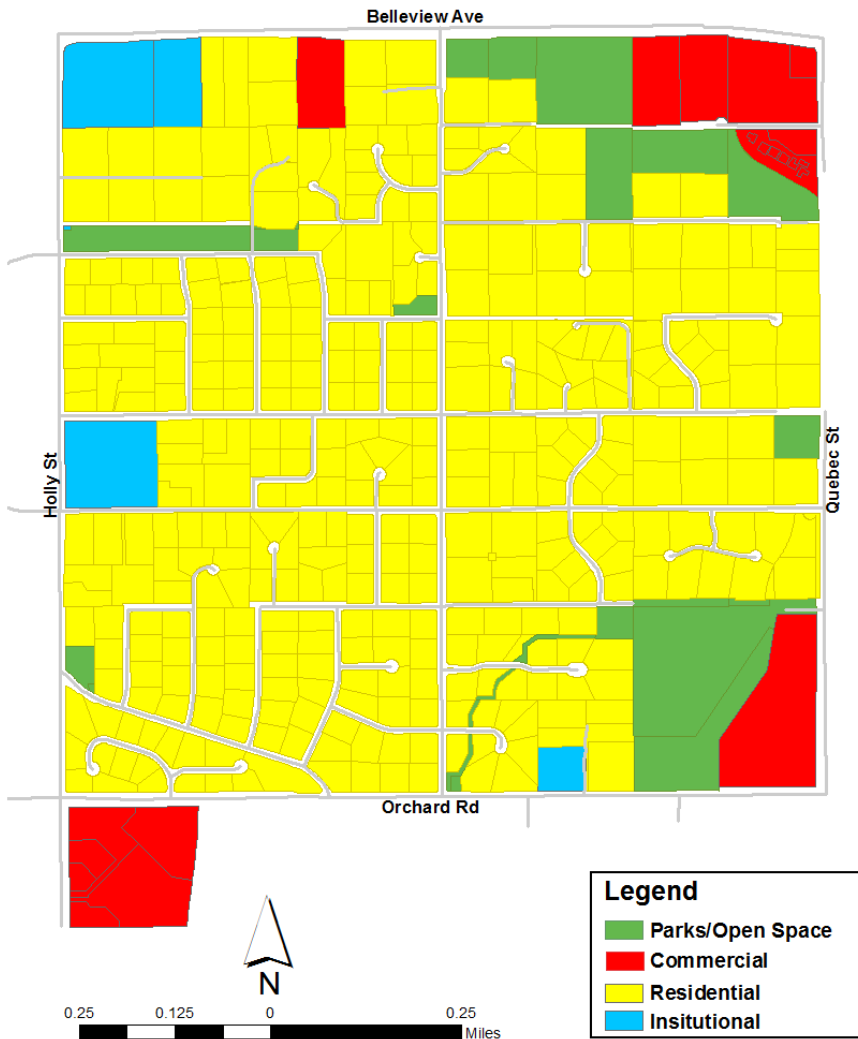 Belleview Ave
Holly St
Quebec St
Orchard Rd
N
0.25 0.125 0 0.25
Miles
Legend
Parks/Open Space
Commercial
Residential
Insitutional